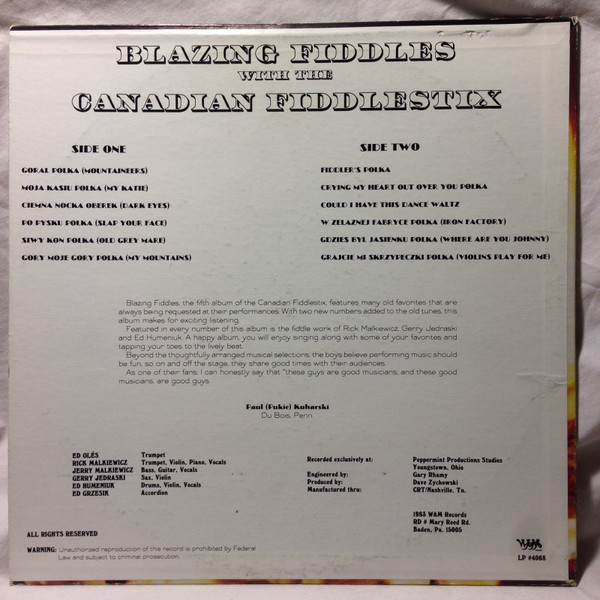 BLAZING FIDDLES
WITH THE
CANADIAN FIDDLESTIX
SIDE ONE
GORAL POLKA (MOUNTAINEERS)
MOJA KASIU POLKA (MY KATIE)
CIEMNA NOCKA OBEREK (DARK EYES)
PO PYSKU POLKA (SLAP YOUR FACE)
SIWY KON POLKA (OLD GREY MARE)
GORY MOJE GORY POLKA (MY MOUNTAINS)
SIDE TWO
FIDDLER'S POLKA
CRYING MY HEART OUT OVER YOU POLKA
COULD I HAVE THIS DANCE WALTZ
W ZELAZNEJ FABRYCE POLKA (IRON FACTORY)
GDZIES BYL JASIENKU POLKA (WHERE ARE YOU JOHNNY)
GRAJCIE MI SKRZYPECZKI POLKA (VIOLINS PLAY FOR ME)
Blazing Fiddles, the fifth album of the Canadian Fiddlestix, features many old favorites that are
always being requested at their performances. With two new numbers added to the old tunes, this
album makes for exciting listening.
Featured in every number of this album is the fiddle work of Rick Malkiewicz, Gerry Jedraski
and Ed Humeniuk. A happy album, you will enjoy singing along with some of your favorites and
tapping your toes to the lively beat.
Beyond the thoughtfully arranged musical selections, the boys believe performing music should
be fun, so on and off the stage, they share good times with their audiences.
As one of their fans, I can honestly say that "these guys are good musicians, and these good
musicians, are good guys.
Paul (Pukie) Kuharski
Du Bois, Penn.
ED OLÉS Trumpet
RICK MALKIEWICZ Trumpet, Violin, Piano, Vocals
JERRY MALKIEWICZ Bass, Guitar, Vocals
GERRY JEDRASKI Sax, Violin
ED HUMENIUK Drums, Violin, Vocals
ED GRZESIK Accordion
Recorded exclusively at: Peppermint Productions Studios
Youngstown, Ohio
Engineered by: Gary Rhamy
Produced by: Dave Zychowski
Manufactured thru: CRT/Nashville, Tn.
1983 WAM Records
RD # Mary Reed Rd.
Baden, Pa. 15005
ALL RIGHTS RESERVED
WARNING: Unauthorized reproduction of this record is prohibited by Federal
Law and subject to criminal prosecution.
WAM
LP #4068